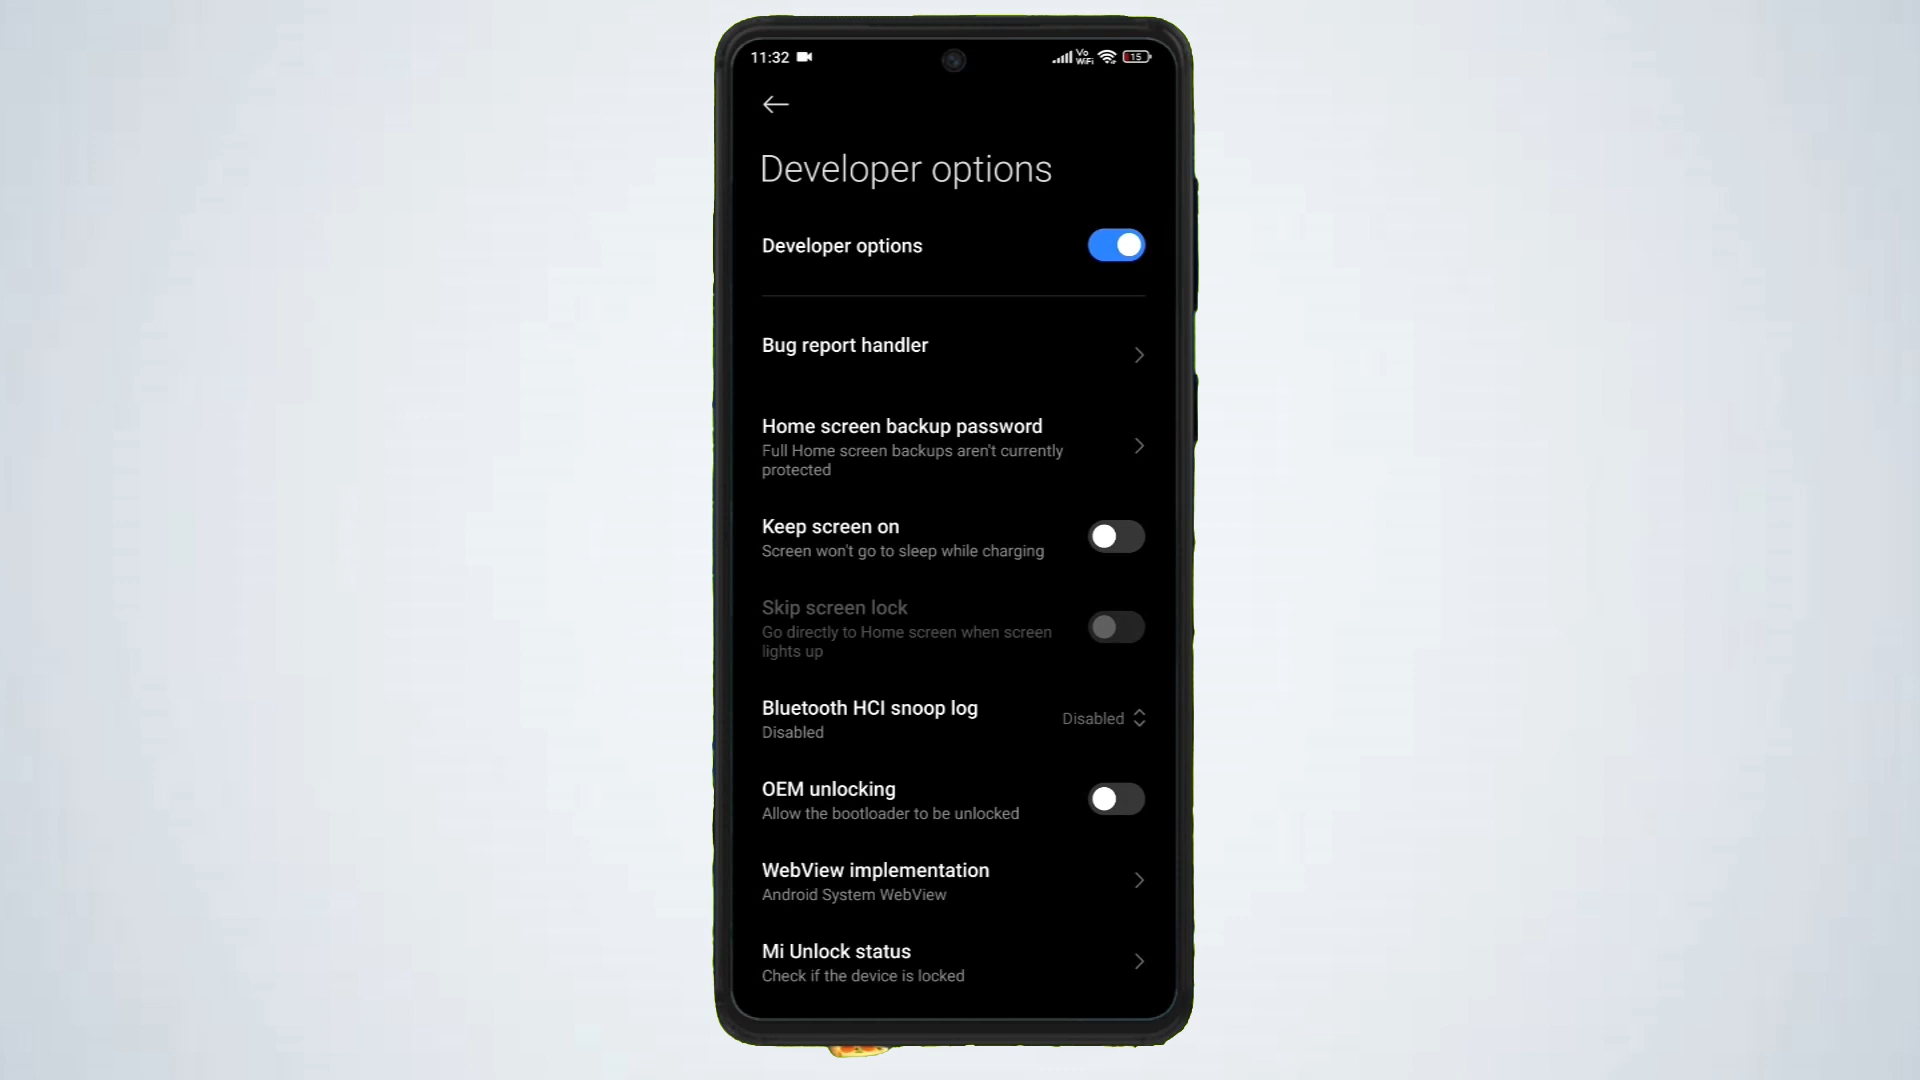 11:32
Vo
WiFi
15
Developer options
Developer options
Bug report handler
Home screen backup password
Full Home screen backups aren't currently
protected
Keep screen on
Screen won't go to sleep while charging
Skip screen lock
Go directly to Home screen when screen
lights up
Bluetooth HCI snoop log
Disabled
Disabled
OEM unlocking
Allow the bootloader to be unlocked
WebView implementation
Android System WebView
Mi Unlock status
Check if the device is locked